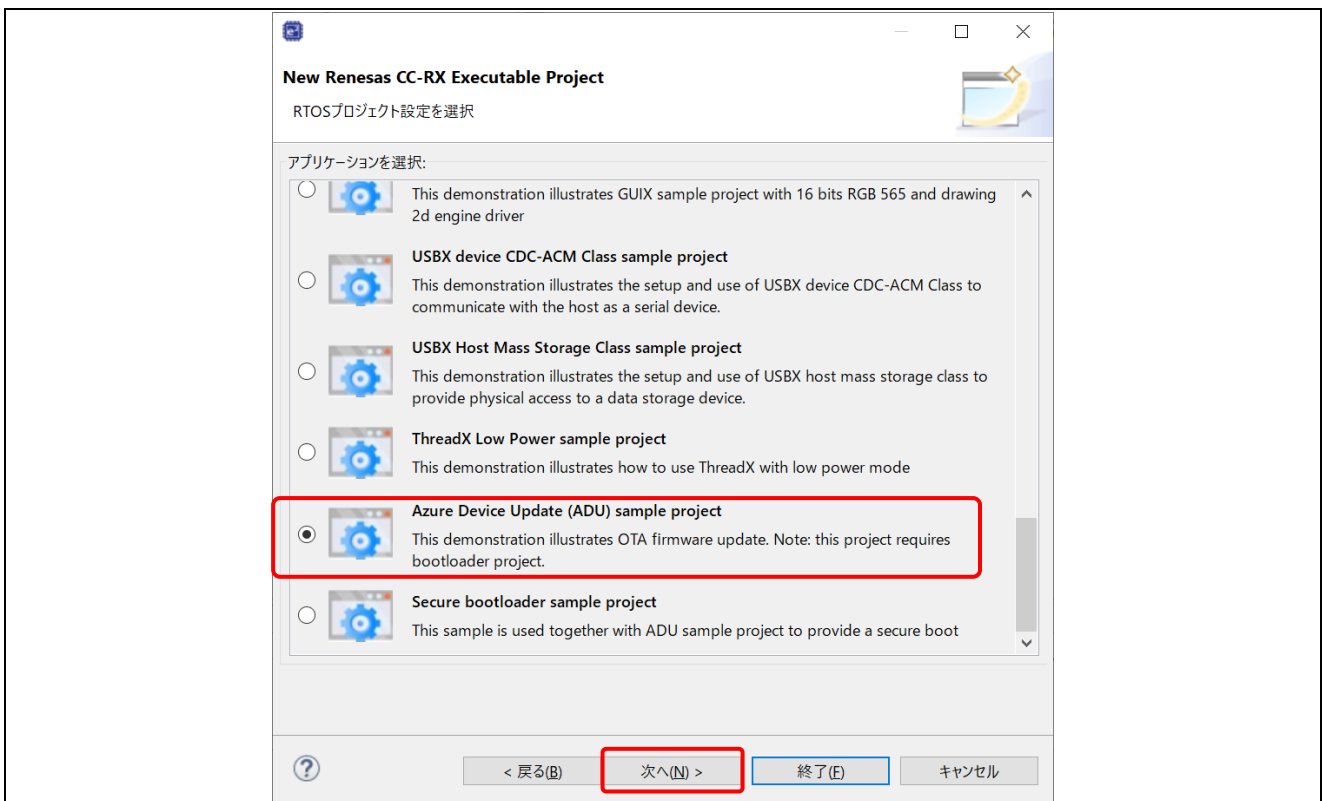 New Renesas CC-RX Executable Project
RTOSプロジェクト設定を選択
アプリケーションを選択:
This demonstration illustrates GUIX sample project with 16 bits RGB 565 and drawing
2d engine driver
USBX device CDC-ACM Class sample project
This demonstration illustrates the setup and use of USBX device CDC-ACM Class to
communicate with the host as a serial device.
USBX Host Mass Storage Class sample project
This demonstration illustrates the setup and use of USBX host mass storage class to
provide physical access to a data storage device.
ThreadX Low Power sample project
This demonstration illustrates how to use ThreadX with low power mode
Azure Device Update (ADU) sample project
This demonstration illustrates OTA firmware update. Note: this project requires
bootloader project.
Secure bootloader sample project
This sample is used together with ADU sample project to provide a secure boot
? < 戻る(B) 次へ(N) > 終了(F) キャンセル